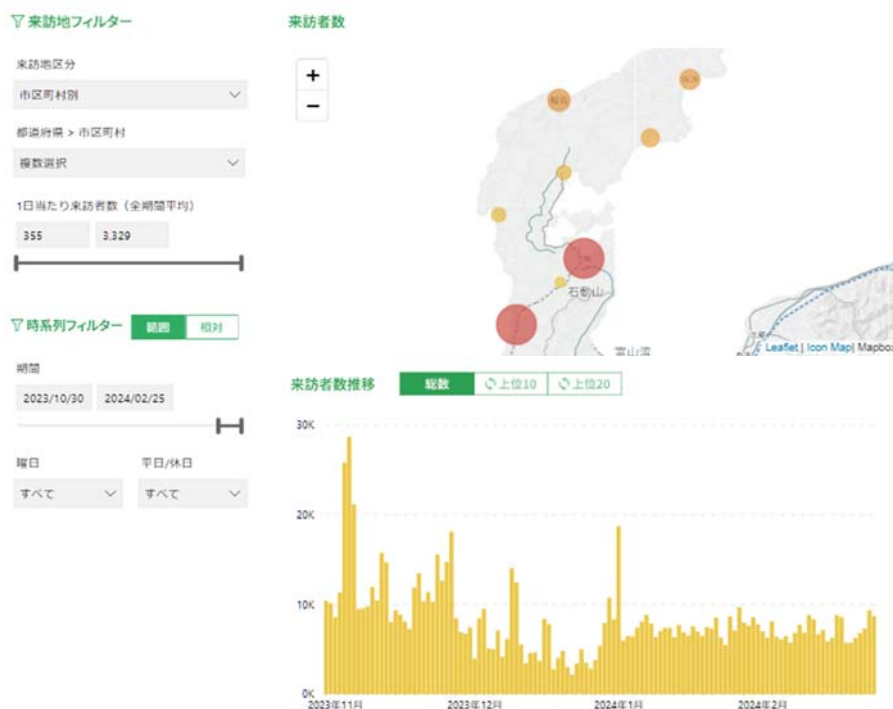 来訪地フィルター
来訪地区分
市区町村別
都道府県 > 市区町村
複数選択
1日当たり来訪者数（全期間平均）
355
3,329
時系列フィルター
範囲
相対
期間
2023/10/30
2024/02/25
曜日
平日/休日
すべて
すべて
来訪者数
+
−
石動山
富山湾
Leaflet | Icon Map| Mapbox
来訪者数推移
総数
上位10
上位20
30K
20K
10K
0K
2023年11月
2023年12月
2024年1月
2024年2月